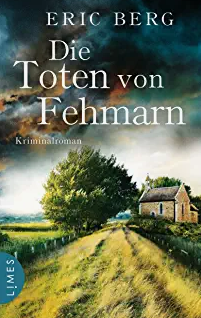 ERIC BERG
Die
Toten von
Fehmarn
Kriminalroman
LIMES